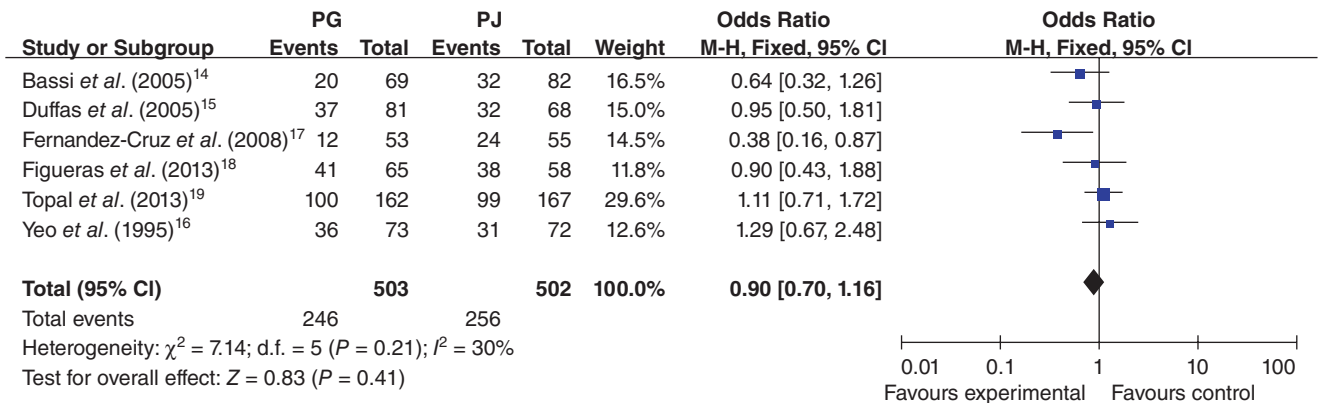 PG PJ Odds Ratio Odds Ratio
Study or Subgroup Events Total Events Total Weight M-H, Fixed, 95% CI M-H, Fixed, 95% CI
Bassi et al. (2005)14 20 69 32 82 16.5% 0.64 [0.32, 1.26]
Duffas et al. (2005)15 37 81 32 68 15.0% 0.95 [0.50, 1.81]
Fernandez-Cruz et al. (2008)17 12 53 24 55 14.5% 0.38 [0.16, 0.87]
Figueras et al. (2013)18 41 65 38 58 11.8% 0.90 [0.43, 1.88]
Topal et al. (2013)19 100 162 99 167 29.6% 1.11 [0.71, 1.72]
Yeo et al. (1995)16 36 73 31 72 12.6% 1.29 [0.67, 2.48]
Total (95% CI) 503 502 100.0% 0.90 [0.70, 1.16]
Total events 246 256
Heterogeneity: χ2 = 7.14; d.f. = 5 (P = 0.21); I2 = 30%
Test for overall effect: Z = 0.83 (P = 0.41)
0.01 0.1 1 10 100
Favours experimental Favours control